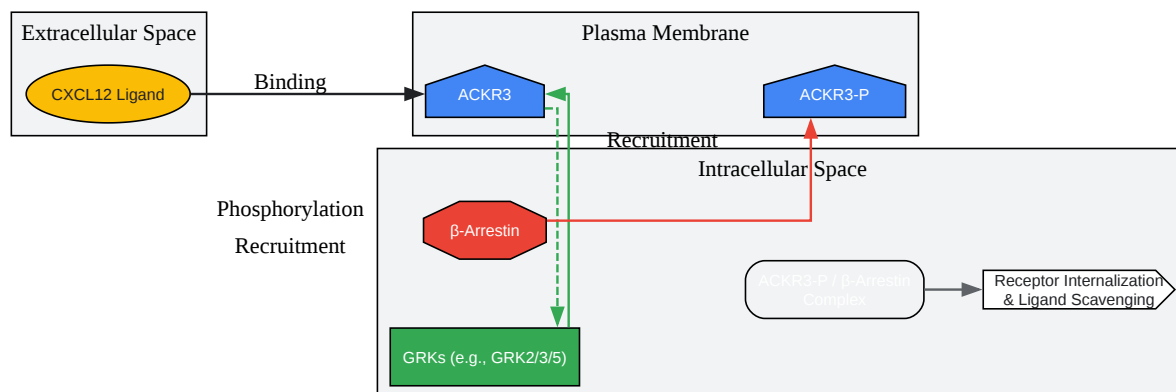 Extracellular Space
Plasma Membrane
CXCL12 Ligand
Binding
ACKR3
ACKR3-P
Recruitment
Intracellular Space
Phosphorylation
Recruitment
β-Arrestin
ACKR3-P / β-Arrestin
Complex
Receptor Internalization
& Ligand Scavenging
GRKs (e.g., GRK2/3/5)